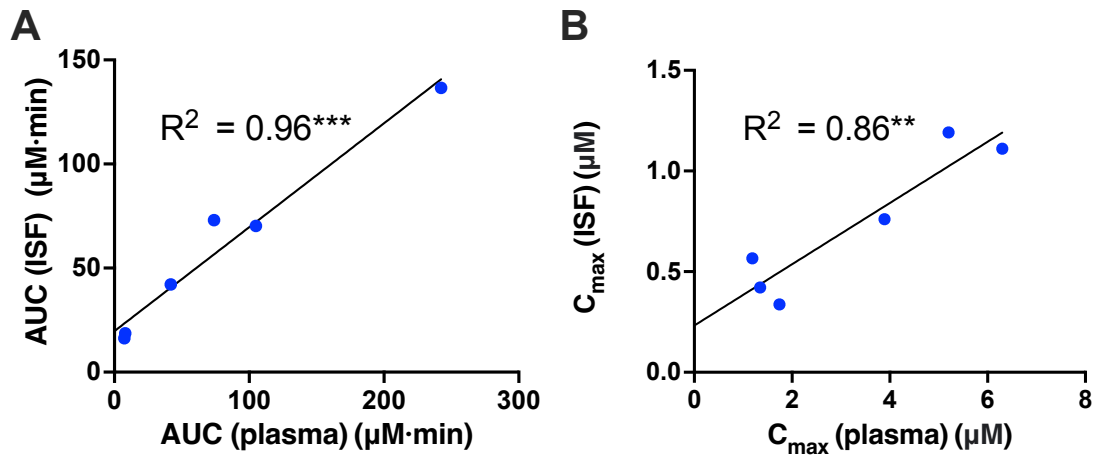 A
150
100
50
0
AUC (ISF) (µM·min)
R2 = 0.96***
0 100 200 300
AUC (plasma) (µM·min)
B
1.5
1.0
0.5
0.0
Cmax (ISF) (µM)
R2 = 0.86**
0 2 4 6 8
Cmax (plasma) (µM)